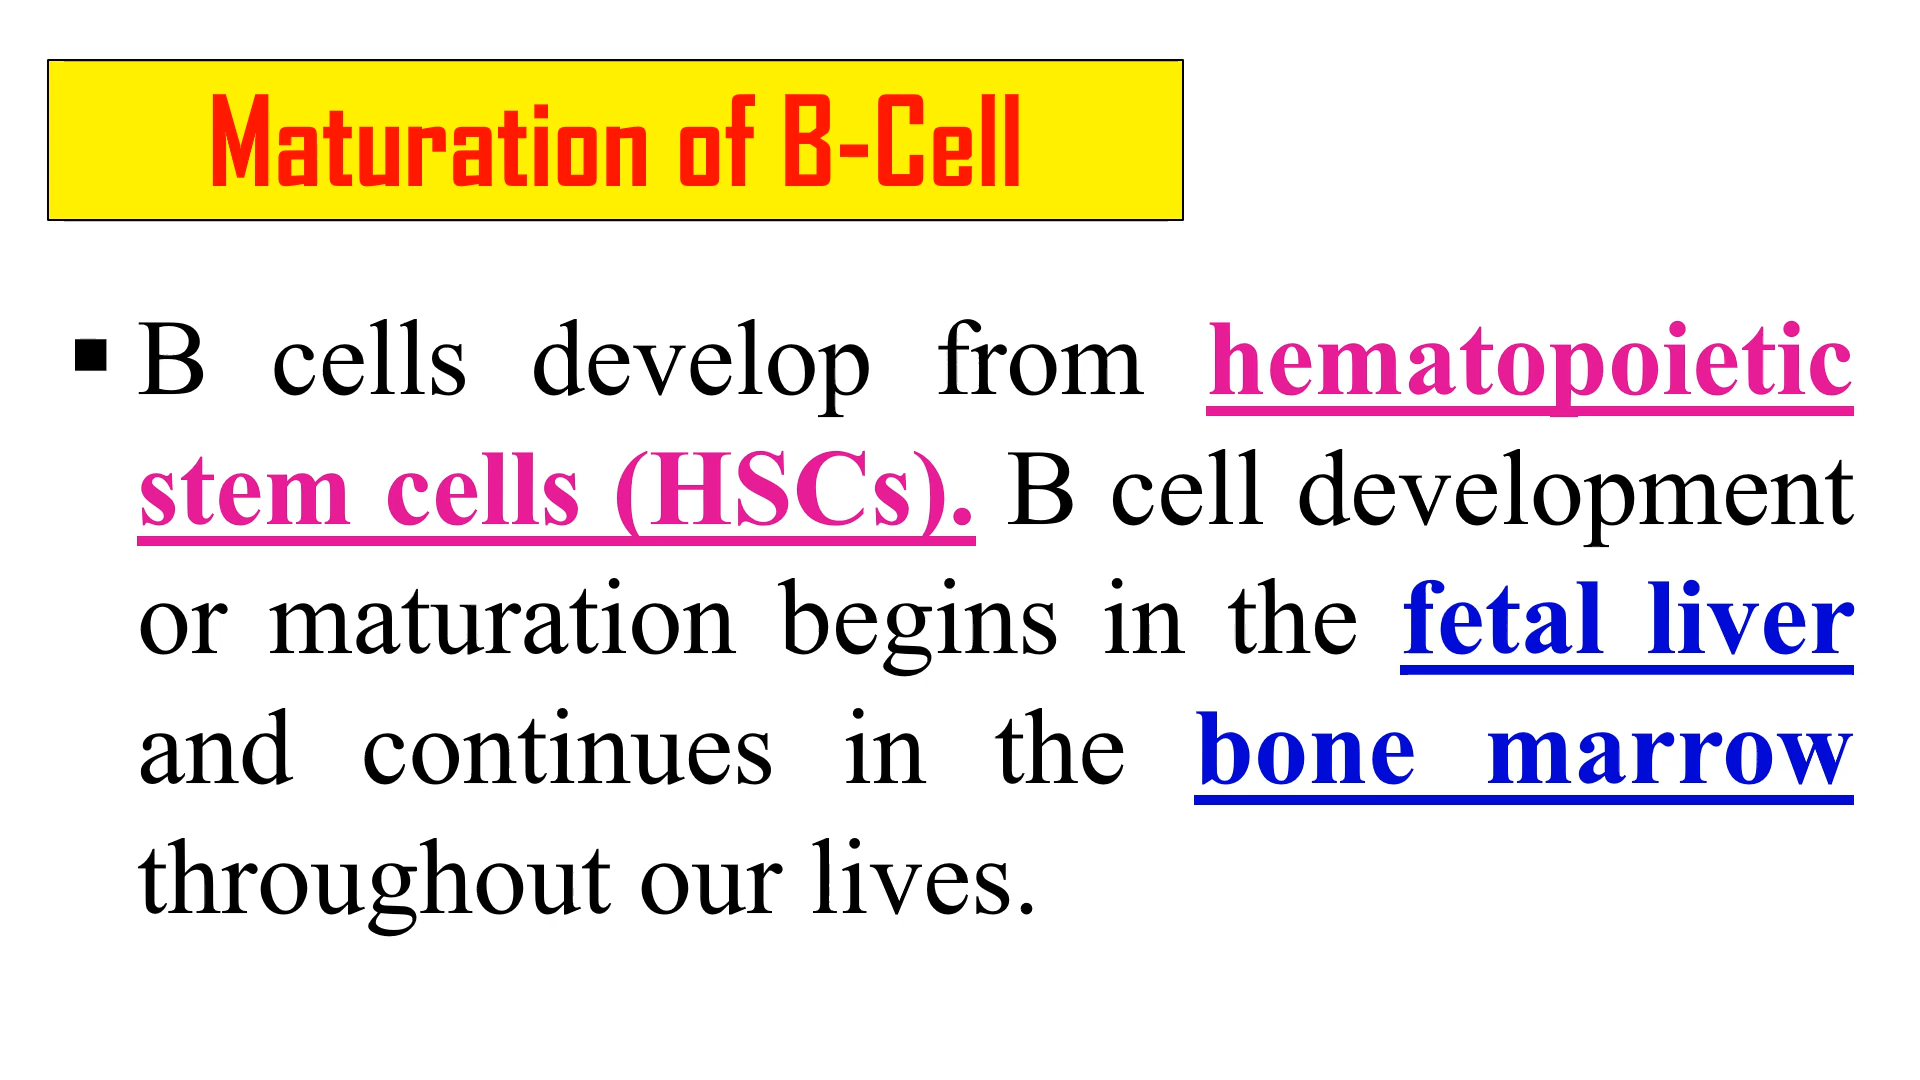 Maturation of B-Cell
▪ B cells develop from hematopoietic
stem cells (HSCs). B cell development
or maturation begins in the fetal liver
and continues in the bone marrow
throughout our lives.